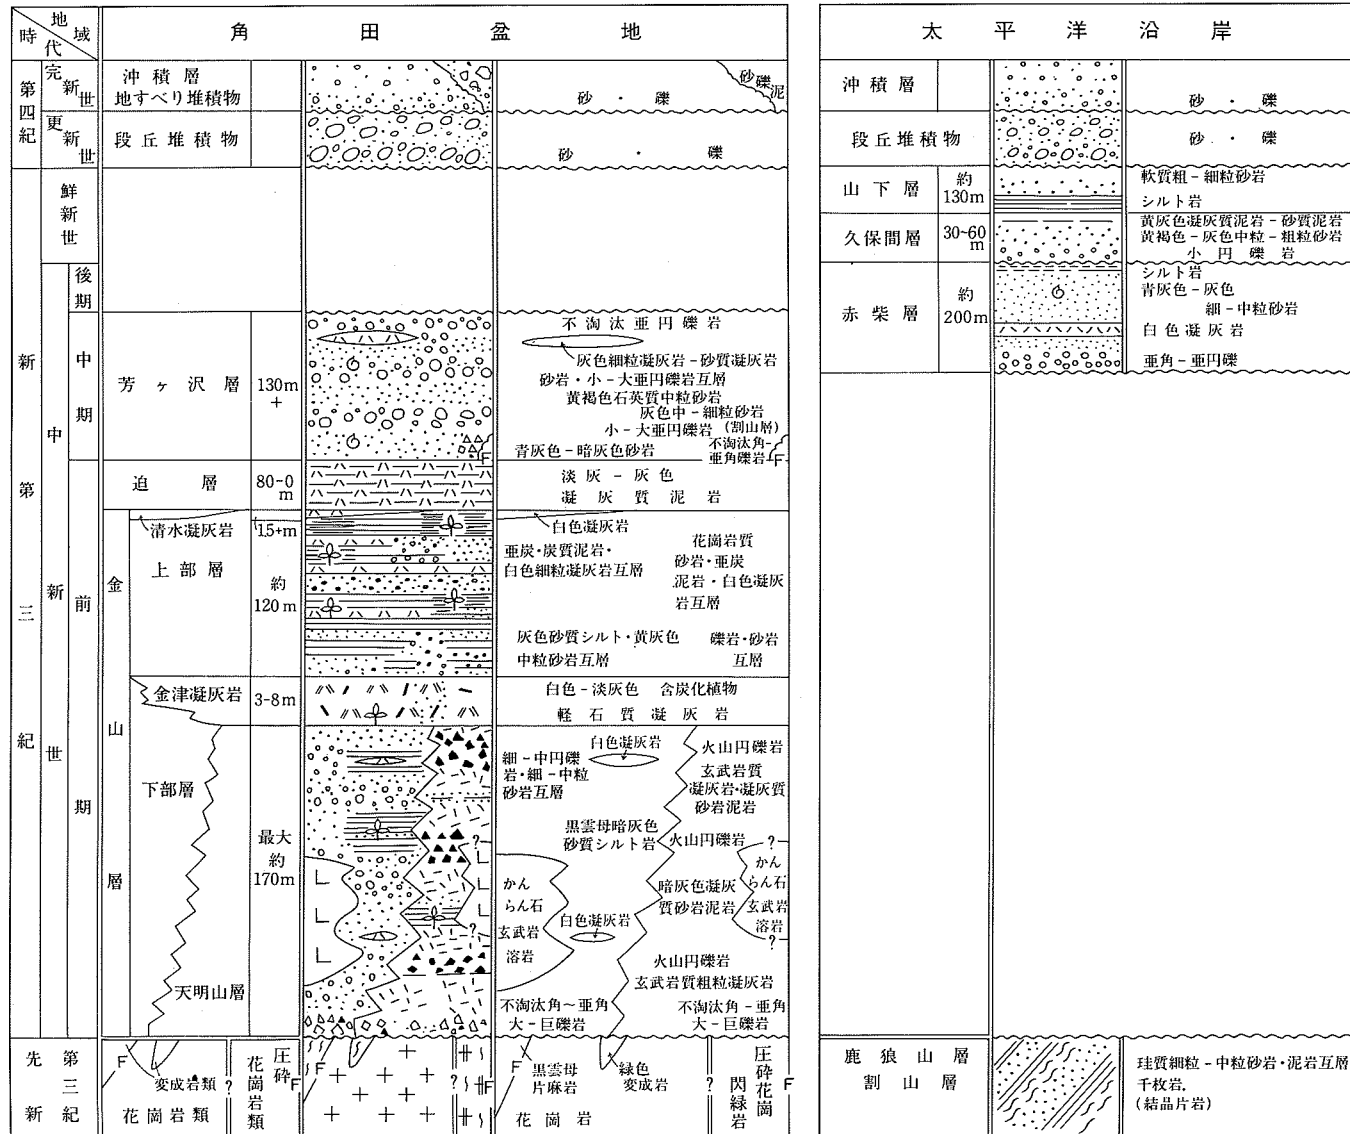 地域
時代
角田盆地
第四紀
完新世
沖積層
地すべり堆積物
砂・礫
砂礫泥
更新世
段丘堆積物
砂・礫
新第三紀
鮮新世
中新世
後期
中期
芳ヶ沢層
130m
+
不淘汰亜円礫岩
灰色細粒凝灰岩-砂質凝灰岩
砂岩・小-大亜円礫岩互層
黄褐色石英質中粒砂岩
灰色中-細粒砂岩
小-大亜円礫岩(割山層)
青灰色-暗灰色砂岩
不淘汰角-
亜角礫岩
F
F
前期
迫層
80-0
m
淡灰-灰色
凝灰質泥岩
金山層
清水凝灰岩
1.5+m
白色凝灰岩
上部層
約
120m
亜炭・炭質泥岩・
白色細粒凝灰岩互層
花崗岩質
砂岩・亜炭
泥岩・白色凝灰
岩互層
灰色砂質シルト・黄灰色
中粒砂岩互層
礫岩・砂岩
互層
金津凝灰岩
3-8m
白色-淡灰色 含炭化植物
軽石質凝灰岩
下部層
最大
約
170m
白色凝灰岩
細-中円礫
岩・細-中粒
砂岩互層
火山円礫岩
玄武岩質
凝灰岩・凝灰質
砂岩泥岩
黒雲母暗灰色
砂質シルト岩
火山円礫岩
?
?
かん
らん石
玄武岩
溶岩
白色凝灰岩
暗灰色凝灰
質砂岩泥岩
かん
らん石
玄武岩
溶岩
?
?
火山円礫岩
玄武岩質粗粒凝灰岩
天明山層
不淘汰角~亜角
大-巨礫岩
不淘汰角-亜角
大-巨礫岩
先新第三紀
F
変成岩類
花崗岩類
?
圧砕花崗岩類
F
F
?
F
F
黒雲母
片麻岩
緑色
変成岩
花崗岩
?
圧砕花崗閃緑岩
F
太平洋沿岸
沖積層
砂・礫
段丘堆積物
砂・礫
山下層
約
130m
軟質粗-細粒砂岩
シルト岩
久保間層
30~60
m
黄灰色凝灰質泥岩-砂質泥岩
黄褐色-灰色中粒-粗粒砂岩
小円礫岩
赤柴層
約
200m
シルト岩
青灰色-灰色
細-中粒砂岩
白色凝灰岩
亜角-亜円礫
鹿狼山層
割山層
珪質細粒-中粒砂岩・泥岩互層
千枚岩.
(結晶片岩)